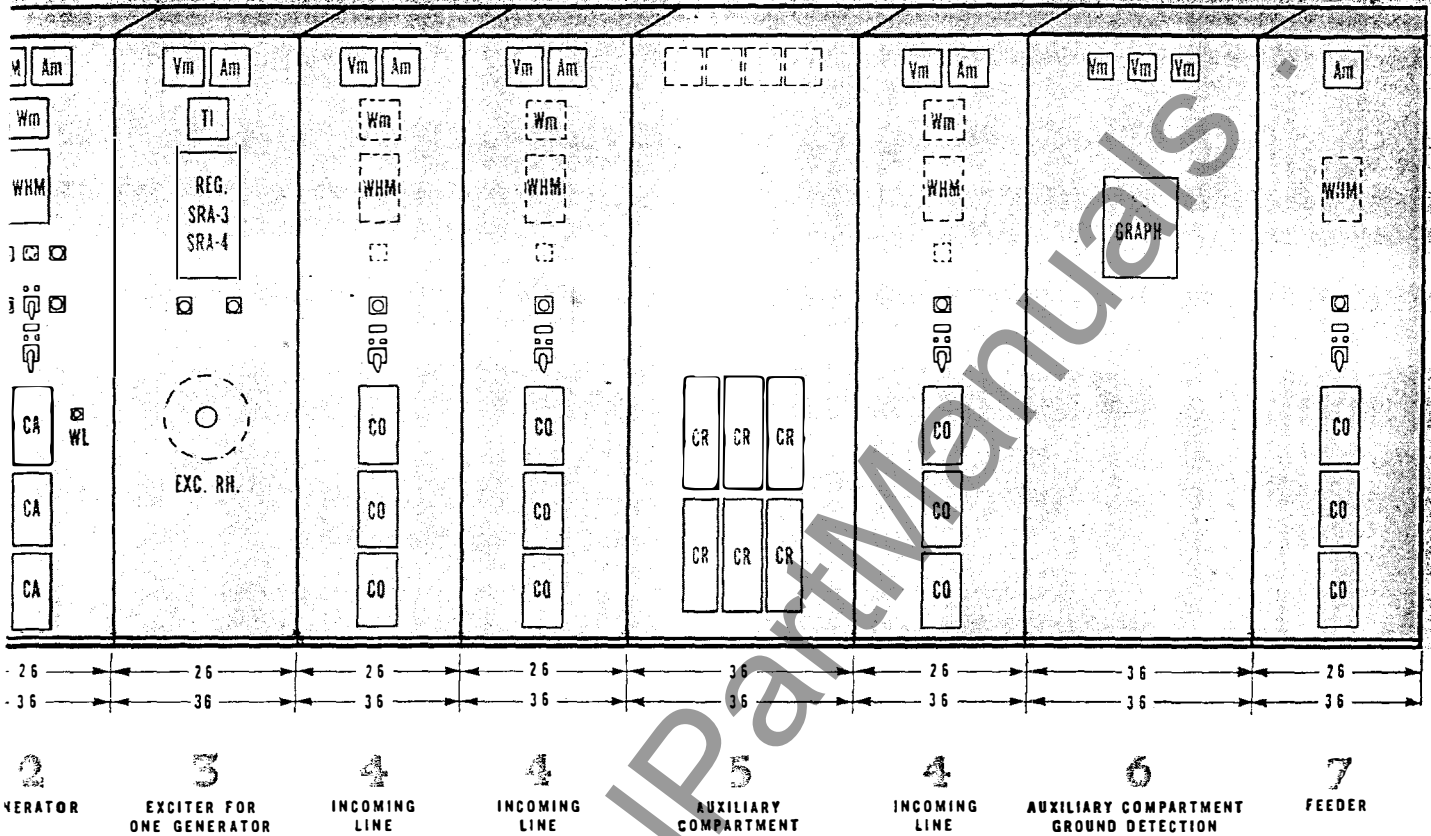 M Am Vm Am Vm Am Vm Am Vm Am Vm Vm Vm Am
Wm TI Wm Wm Wm
WHM REG. WHM WHM WHM WHM
SRA-3 GRAPH
SRA-4
CA WL CO CO CR CR CR CO CO
EXC. RH.
CA CO CO CO CO
CR CR CR
CA CO CO CO CO
26 26 26 26 36 26 36 26
36 36 36 36 36 36 36 36
2 3 4 4 5 4 6 7
NERATOR EXCITER FOR INCOMING INCOMING AUXILIARY INCOMING AUXILIARY COMPARTMENT FEEDER
ONE GENERATOR LINE LINE COMPARTMENT LINE GROUND DETECTION
lPartManuals.